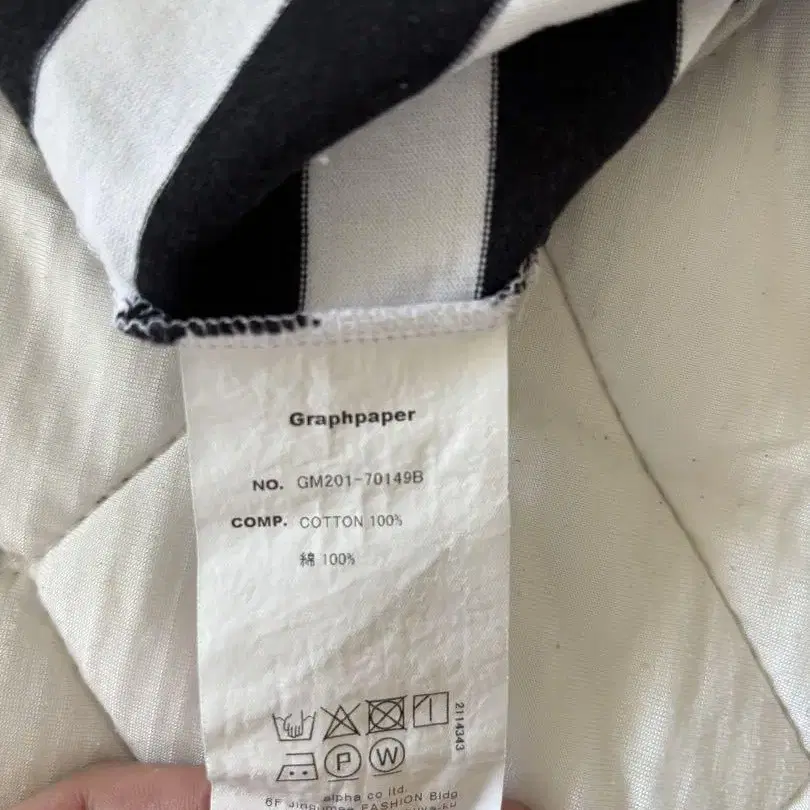 Graphpaper
NO. GM201-70149B
COMP. COTTON 100%
綿 100%
2114343
P W
alpha co ltd.
6F Jingumae FASHION Bldg